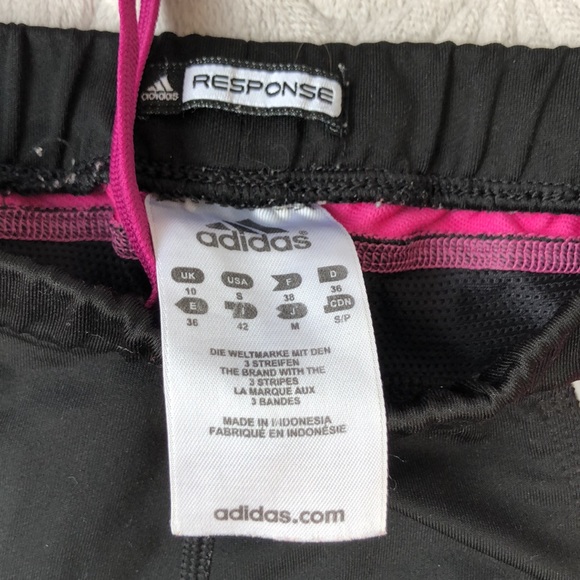 adidas RESPONSE
adidas
UK USA F D
10 S 38 36
E I J CDN
36 42 M S/P
DIE WELTMARKE MIT DEN
3 STREIFEN
THE BRAND WITH THE
3 STRIPES
LA MARQUE AUX
3 BANDES
MADE IN INDONESIA
FABRIQUÉ EN INDONÉSIE
adidas.com